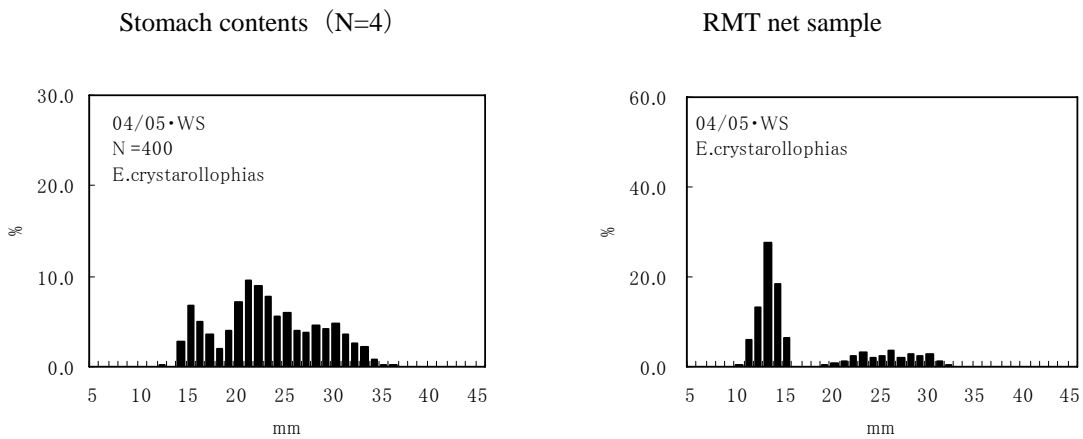 Stomach contents（N=4） RMT net sample
30.0
20.0
10.0
0.0
%
04/05・WS
N =400
E.crystarollophias
5 10 15 20 25 30 35 40 45
mm
60.0
40.0
20.0
0.0
%
04/05・WS
E.crystarollophias
5 10 15 20 25 30 35 40 45
mm